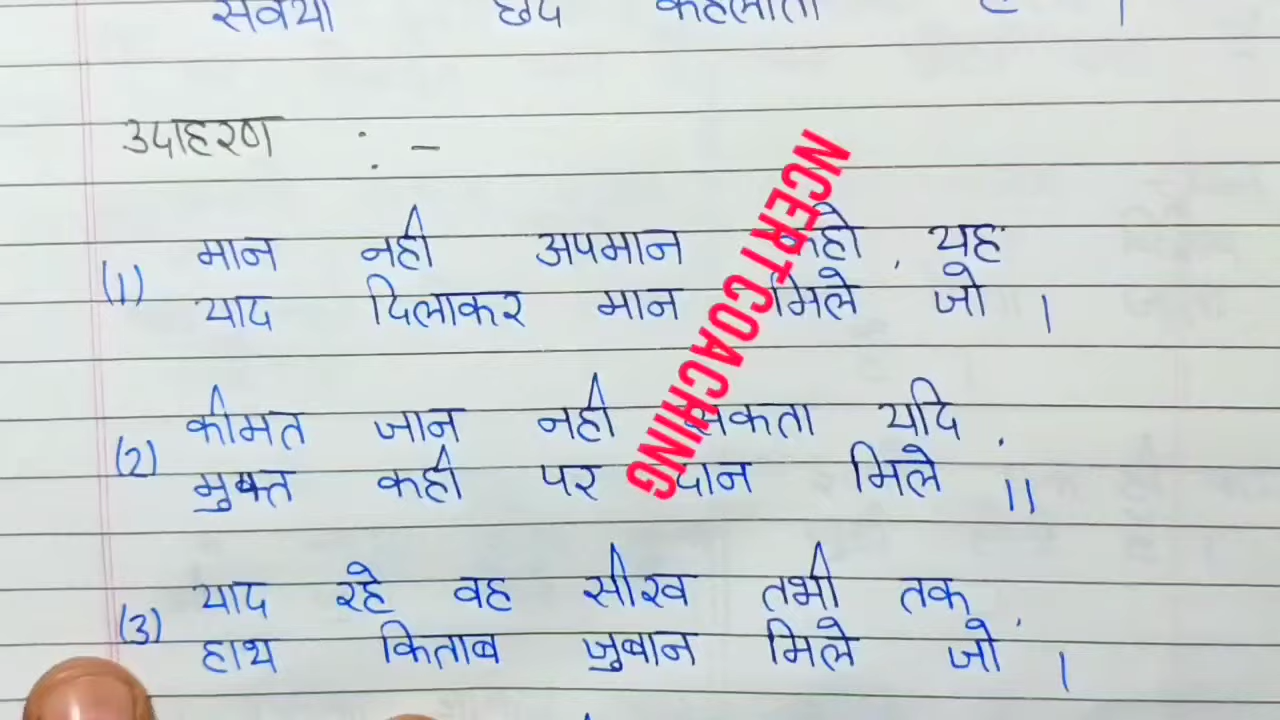 सवैया छंद कहलाता है ।
उदाहरण :-
(1) मान नही अपमान कहो , यह
याद दिलाकर मान मिले जो ।
(2) कीमत जान नही सकता यदि ,
मुक्त कही पर दान मिले ।।
(3) याद रहे वह सीख तभी तक ,
हाथ किताब जुबान मिले जो ।
NCERT COACHING